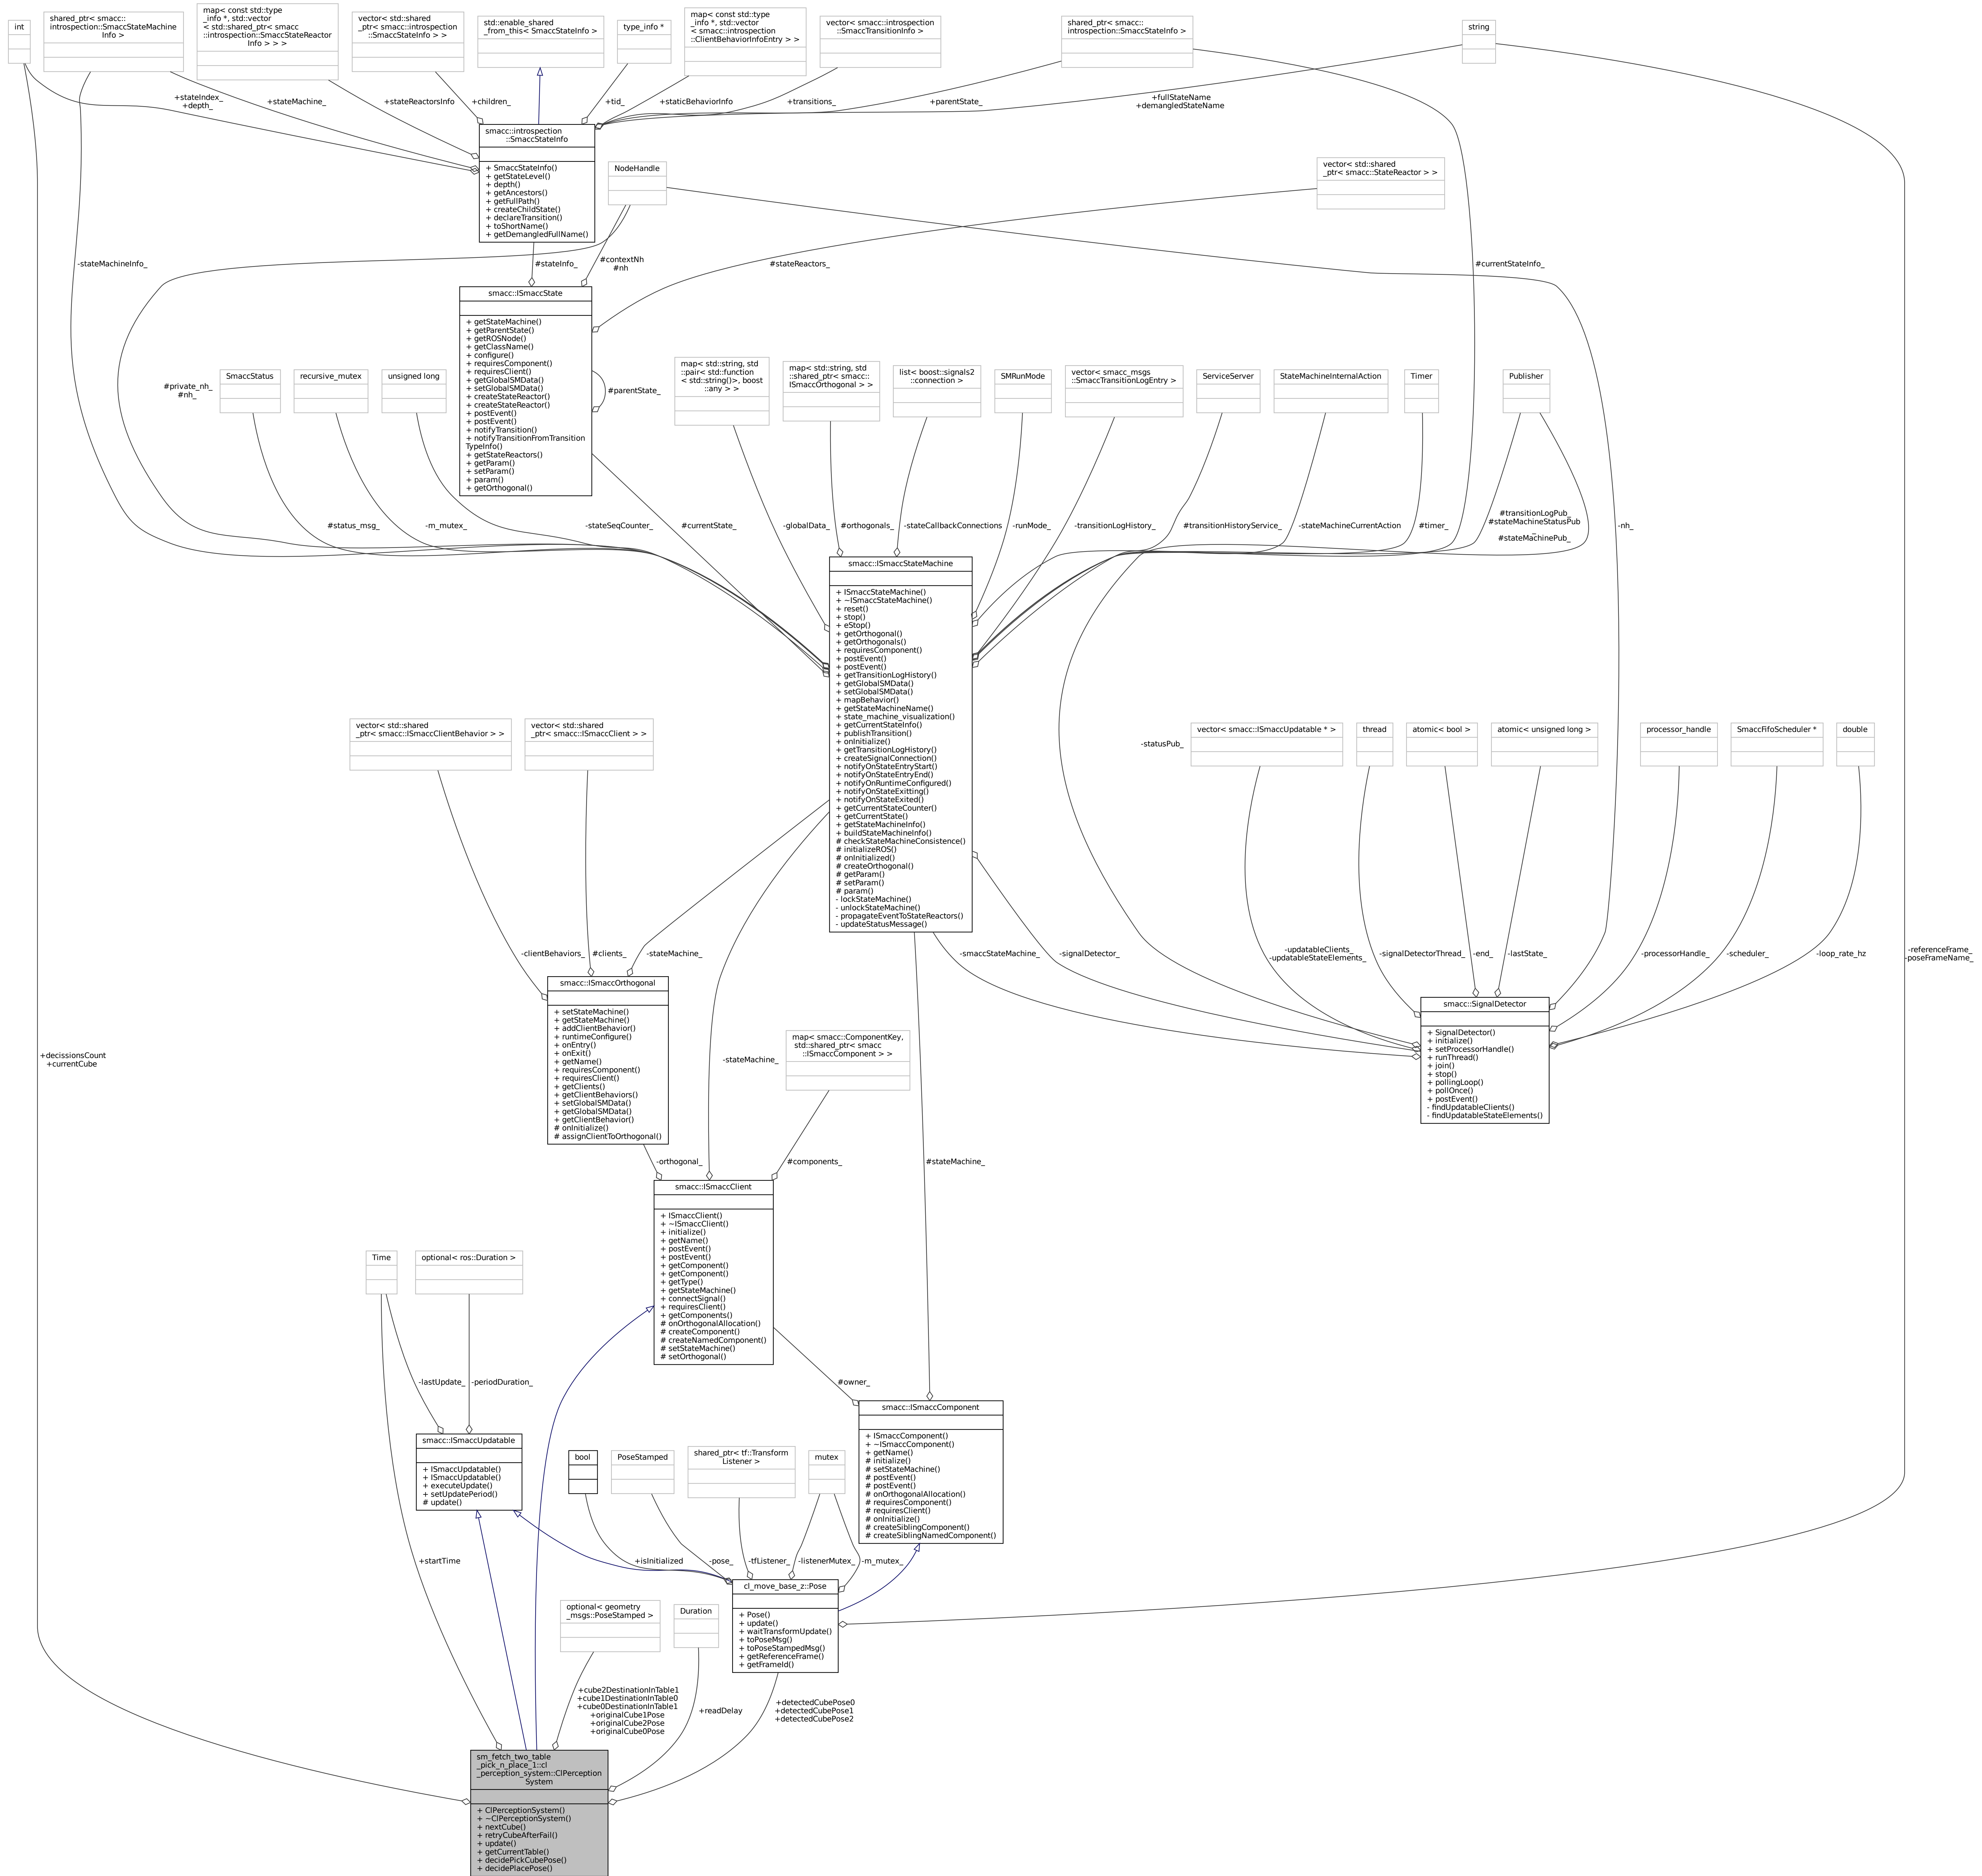 int
shared_ptr< smacc::
introspection::SmaccStateMachine
Info >
map< const std::type
_info *, std::vector
< std::shared_ptr< smacc
::introspection::SmaccStateReactor
Info > > >
vector< std::shared
_ptr< smacc::introspection
::SmaccStateInfo > >
std::enable_shared
_from_this< SmaccStateInfo >
type_info *
map< const std::type
_info *, std::vector
< smacc::introspection
::ClientBehaviorInfoEntry > >
vector< smacc::introspection
::SmaccTransitionInfo >
shared_ptr< smacc::
introspection::SmaccStateInfo >
string
+stateIndex_
+depth_
+stateMachine_
+stateReactorsInfo
+children_
+tid_
+staticBehaviorInfo
+transitions_
+parentState_
+fullStateName
+demangledStateName
smacc::introspection
::SmaccStateInfo
+ SmaccStateInfo()
+ getStateLevel()
+ depth()
+ getAncestors()
+ getFullPath()
+ createChildState()
+ declareTransition()
+ toShortName()
+ getDemangledFullName()
NodeHandle
vector< std::shared
_ptr< smacc::StateReactor > >
-stateMachineInfo_
#stateInfo_
#contextNh
#nh
#stateReactors_
#currentStateInfo_
smacc::ISmaccState
+ getStateMachine()
+ getParentState()
+ getROSNode()
+ getClassName()
+ configure()
+ requiresComponent()
+ requiresClient()
+ getGlobalSMData()
+ setGlobalSMData()
+ createStateReactor()
+ createStateReactor()
+ postEvent()
+ postEvent()
+ notifyTransition()
+ notifyTransitionFromTransition
TypeInfo()
+ getStateReactors()
+ getParam()
+ setParam()
+ param()
+ getOrthogonal()
#parentState_
#private_nh_
#nh_
SmaccStatus
recursive_mutex
unsigned long
map< std::string, std
::pair< std::function
< std::string()>, boost
::any > >
map< std::string, std
::shared_ptr< smacc::
ISmaccOrthogonal > >
list< boost::signals2
::connection >
SMRunMode
vector< smacc_msgs
::SmaccTransitionLogEntry >
ServiceServer
StateMachineInternalAction
Timer
Publisher
#status_msg_
-m_mutex_
-stateSeqCounter_
#currentState_
-globalData_
#orthogonals_
-stateCallbackConnections
-runMode_
-transitionLogHistory_
#transitionHistoryService_
-stateMachineCurrentAction
#timer_
#transitionLogPub_
#stateMachineStatusPub
_
#stateMachinePub_
-nh_
smacc::ISmaccStateMachine
+ ISmaccStateMachine()
+ ~ISmaccStateMachine()
+ reset()
+ stop()
+ eStop()
+ getOrthogonal()
+ getOrthogonals()
+ requiresComponent()
+ postEvent()
+ postEvent()
+ getTransitionLogHistory()
+ getGlobalSMData()
+ setGlobalSMData()
+ mapBehavior()
+ getStateMachineName()
+ state_machine_visualization()
+ getCurrentStateInfo()
+ publishTransition()
+ onInitialize()
+ getTransitionLogHistory()
+ createSignalConnection()
+ notifyOnStateEntryStart()
+ notifyOnStateEntryEnd()
+ notifyOnRuntimeConfigured()
+ notifyOnStateExitting()
+ notifyOnStateExited()
+ getCurrentStateCounter()
+ getCurrentState()
+ getStateMachineInfo()
+ buildStateMachineInfo()
# checkStateMachineConsistence()
# initializeROS()
# onInitialized()
# createOrthogonal()
# getParam()
# setParam()
# param()
- lockStateMachine()
- unlockStateMachine()
- propagateEventToStateReactors()
- updateStatusMessage()
vector< std::shared
_ptr< smacc::ISmaccClientBehavior > >
vector< std::shared
_ptr< smacc::ISmaccClient > >
-statusPub_
vector< smacc::ISmaccUpdatable * >
thread
atomic< bool >
atomic< unsigned long >
processor_handle
SmaccFifoScheduler *
double
-clientBehaviors_
#clients_
-stateMachine_
-smaccStateMachine_
-signalDetector_
-updatableClients_
-updatableStateElements_
-signalDetectorThread_
-end_
-lastState_
-processorHandle_
-scheduler_
-loop_rate_hz
-referenceFrame_
-poseFrameName_
smacc::ISmaccOrthogonal
+ setStateMachine()
+ getStateMachine()
+ addClientBehavior()
+ runtimeConfigure()
+ onEntry()
+ onExit()
+ getName()
+ requiresComponent()
+ requiresClient()
+ getClients()
+ getClientBehaviors()
+ setGlobalSMData()
+ getGlobalSMData()
+ getClientBehavior()
# onInitialize()
# assignClientToOrthogonal()
smacc::SignalDetector
+ SignalDetector()
+ initialize()
+ setProcessorHandle()
+ runThread()
+ join()
+ stop()
+ pollingLoop()
+ pollOnce()
+ postEvent()
- findUpdatableClients()
- findUpdatableStateElements()
+decissionsCount
+currentCube
-stateMachine_
map< smacc::ComponentKey,
std::shared_ptr< smacc
::ISmaccComponent > >
-orthogonal_
#components_
#stateMachine_
smacc::ISmaccClient
+ ISmaccClient()
+ ~ISmaccClient()
+ initialize()
+ getName()
+ postEvent()
+ postEvent()
+ getComponent()
+ getComponent()
+ getType()
+ getStateMachine()
+ connectSignal()
+ requiresClient()
+ getComponents()
# onOrthogonalAllocation()
# createComponent()
# createNamedComponent()
# setStateMachine()
# setOrthogonal()
Time
optional< ros::Duration >
-lastUpdate_
-periodDuration_
#owner_
smacc::ISmaccComponent
+ ISmaccComponent()
+ ~ISmaccComponent()
+ getName()
# initialize()
# setStateMachine()
# postEvent()
# postEvent()
# onOrthogonalAllocation()
# requiresComponent()
# requiresClient()
# onInitialize()
# createSiblingComponent()
# createSiblingNamedComponent()
smacc::ISmaccUpdatable
+ ISmaccUpdatable()
+ ISmaccUpdatable()
+ executeUpdate()
+ setUpdatePeriod()
# update()
bool
PoseStamped
shared_ptr< tf::Transform
Listener >
mutex
+startTime
+isInitialized
-pose_
-tfListener_
-listenerMutex_
-m_mutex_
cl_move_base_z::Pose
+ Pose()
+ update()
+ waitTransformUpdate()
+ toPoseMsg()
+ toPoseStampedMsg()
+ getReferenceFrame()
+ getFrameId()
optional< geometry
_msgs::PoseStamped >
Duration
+cube2DestinationInTable1
+cube1DestinationInTable0
+cube0DestinationInTable1
+originalCube1Pose
+originalCube2Pose
+originalCube0Pose
+readDelay
+detectedCubePose0
+detectedCubePose1
+detectedCubePose2
sm_fetch_two_table
_pick_n_place_1::cl
_perception_system::ClPerception
System
+ ClPerceptionSystem()
+ ~ClPerceptionSystem()
+ nextCube()
+ retryCubeAfterFail()
+ update()
+ getCurrentTable()
+ decidePickCubePose()
+ decidePlacePose()